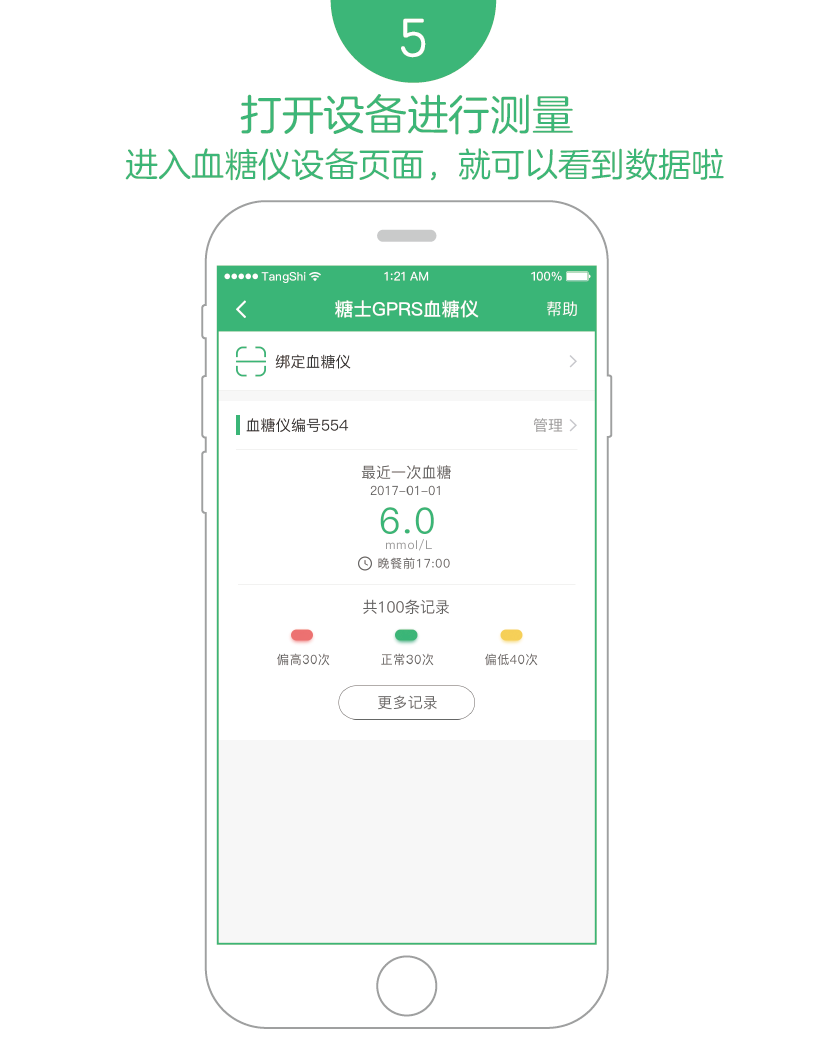 5
打开设备进行测量
进入血糖仪设备页面，就可以看到数据啦
TangShi 1:21 AM 100%
糖士GPRS血糖仪 帮助
绑定血糖仪
血糖仪编号554 管理
最近一次血糖
2017-01-01
6.0
mmol/L
晚餐前17:00
共100条记录
偏高30次 正常30次 偏低40次
更多记录